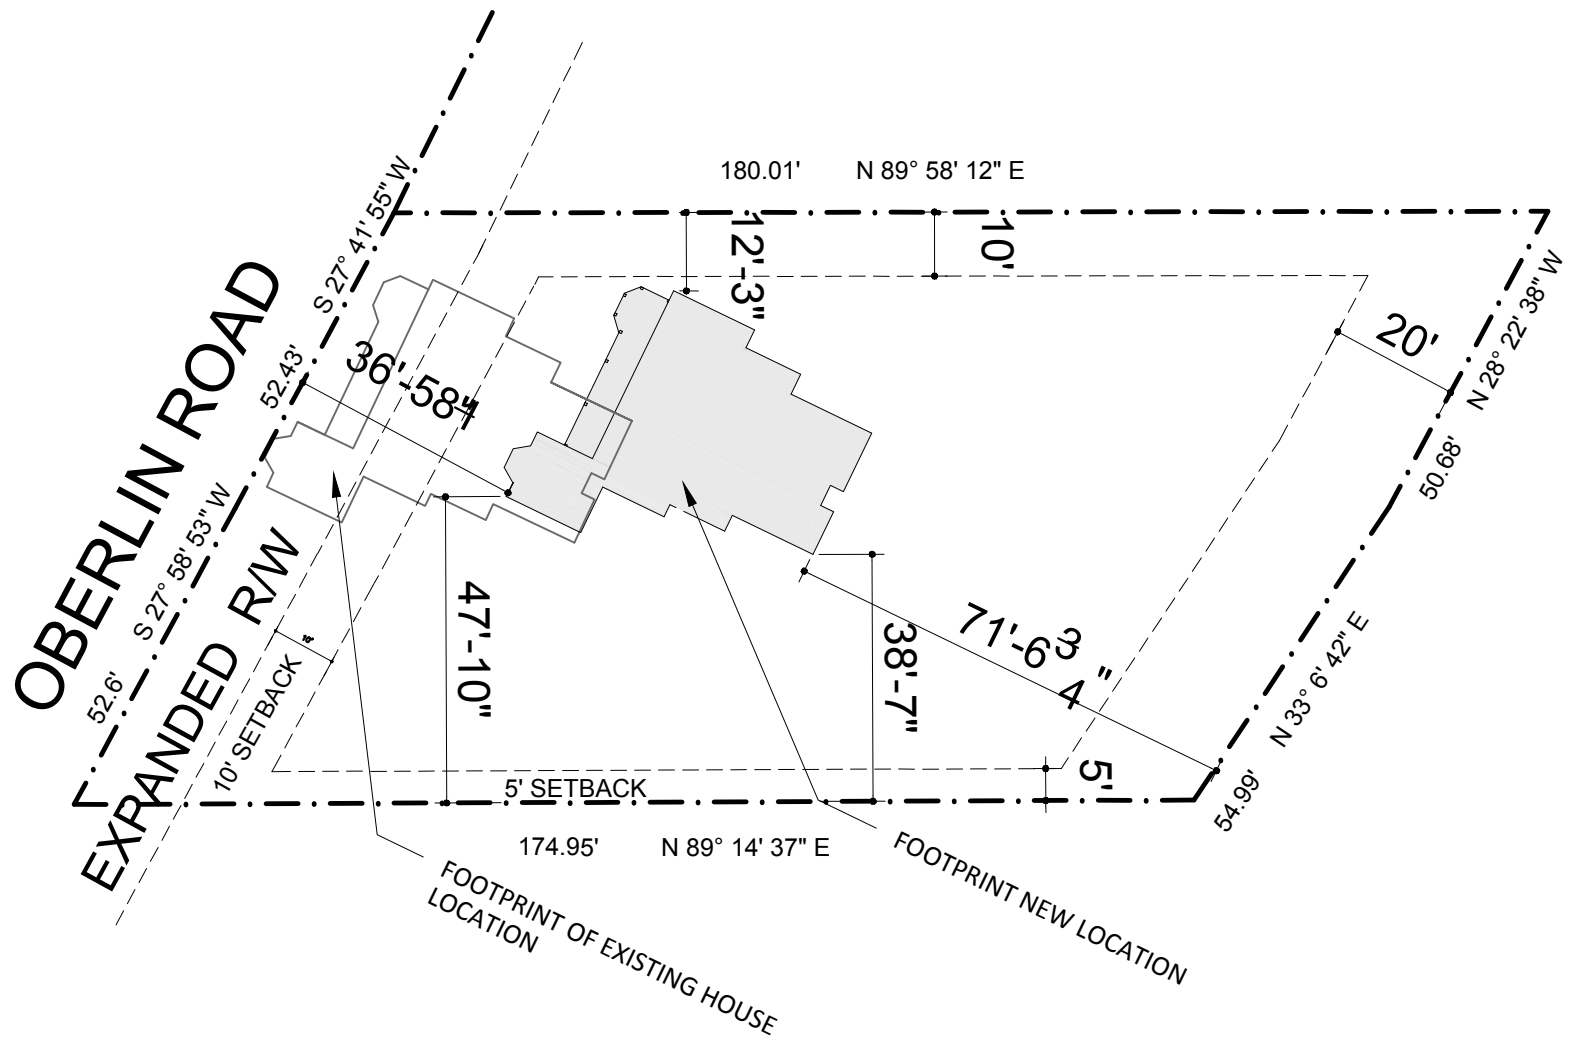 180.01' N 89° 58' 12" E
S 27° 41' 55" W
12'-3"
10'
OBERLIN ROAD
N 28° 22' 38" W
20'
52.43'
36'-5
50.68'
S 27° 58' 53" W
EXPANDED R/W
47'-10"
38'-7"
71'-6 3/4"
N 33° 6' 42" E
10'
52.6'
10' SETBACK
5' SETBACK
5'
54.99'
174.95' N 89° 14' 37" E
FOOTPRINT NEW LOCATION
FOOTPRINT OF EXISTING HOUSE
LOCATION